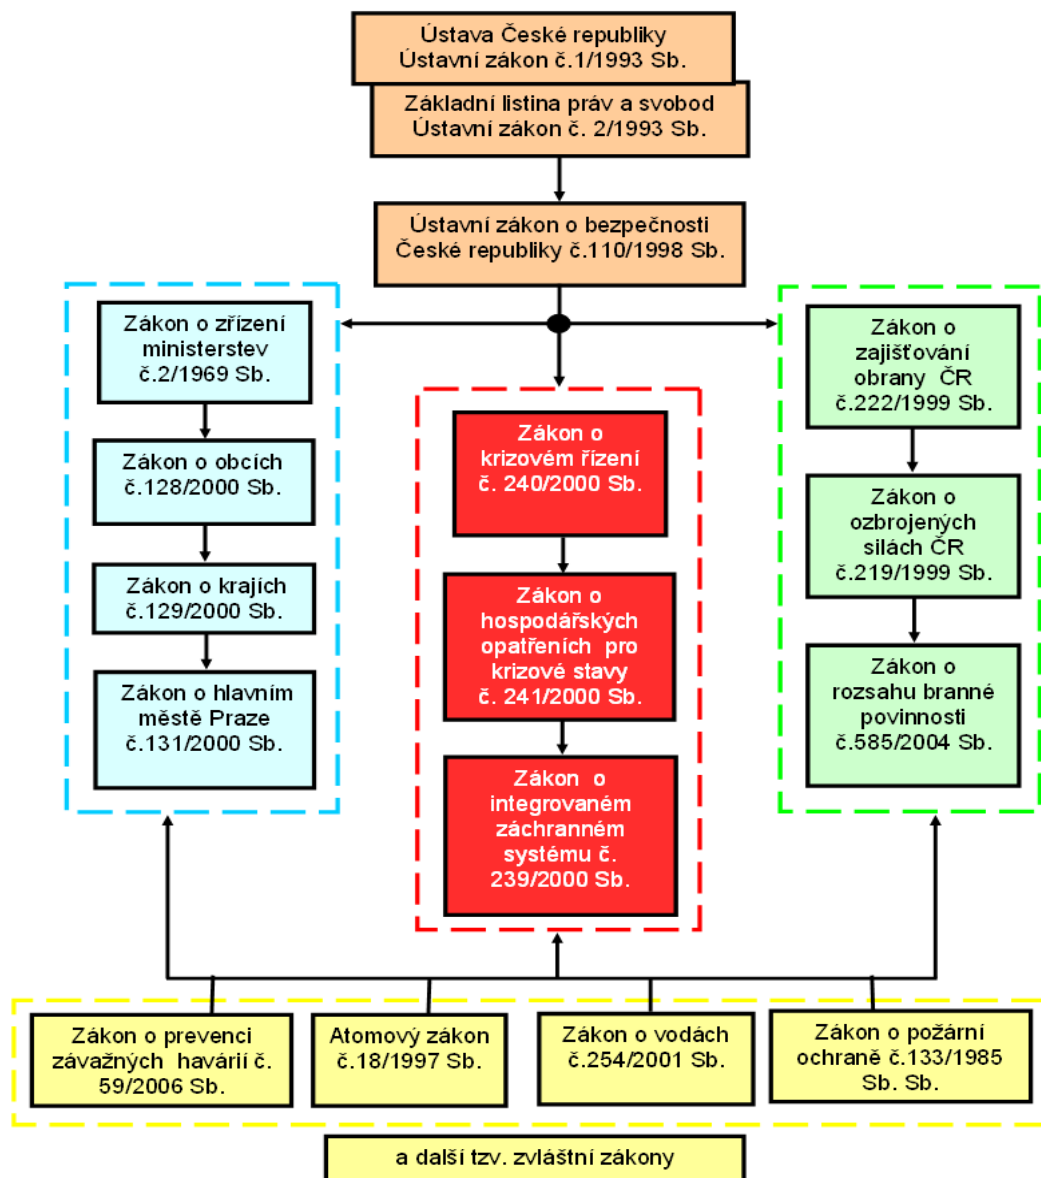 Ústava České republiky
Ústavní zákon č.1/1993 Sb.
Základní listina práv a svobod
Ústavní zákon č. 2/1993 Sb.
Ústavní zákon o bezpečnosti
České republiky č.110/1998 Sb.
Zákon o zřízení
ministerstev
č.2/1969 Sb.
Zákon o obcích
č.128/2000 Sb.
Zákon o krajích
č.129/2000 Sb.
Zákon o hlavním
městě Praze
č.131/2000 Sb.
Zákon o
krizovém řízení
č. 240/2000 Sb.
Zákon o
hospodářských
opatřeních pro
krizové stavy
č. 241/2000 Sb.
Zákon o
integrovaném
záchranném
systému č.
239/2000 Sb.
Zákon o
zajišťování
obrany ČR
č.222/1999 Sb.
Zákon o
ozbrojených
silách ČR
č.219/1999 Sb.
Zákon o
rozsahu branné
povinnosti
č.585/2004 Sb.
Zákon o prevenci
závažných havárií č.
59/2006 Sb.
Atomový zákon
č.18/1997 Sb.
Zákon o vodách
č.254/2001 Sb.
Zákon o požární
ochraně č.133/1985
Sb. Sb.
a další tzv. zvláštní zákony